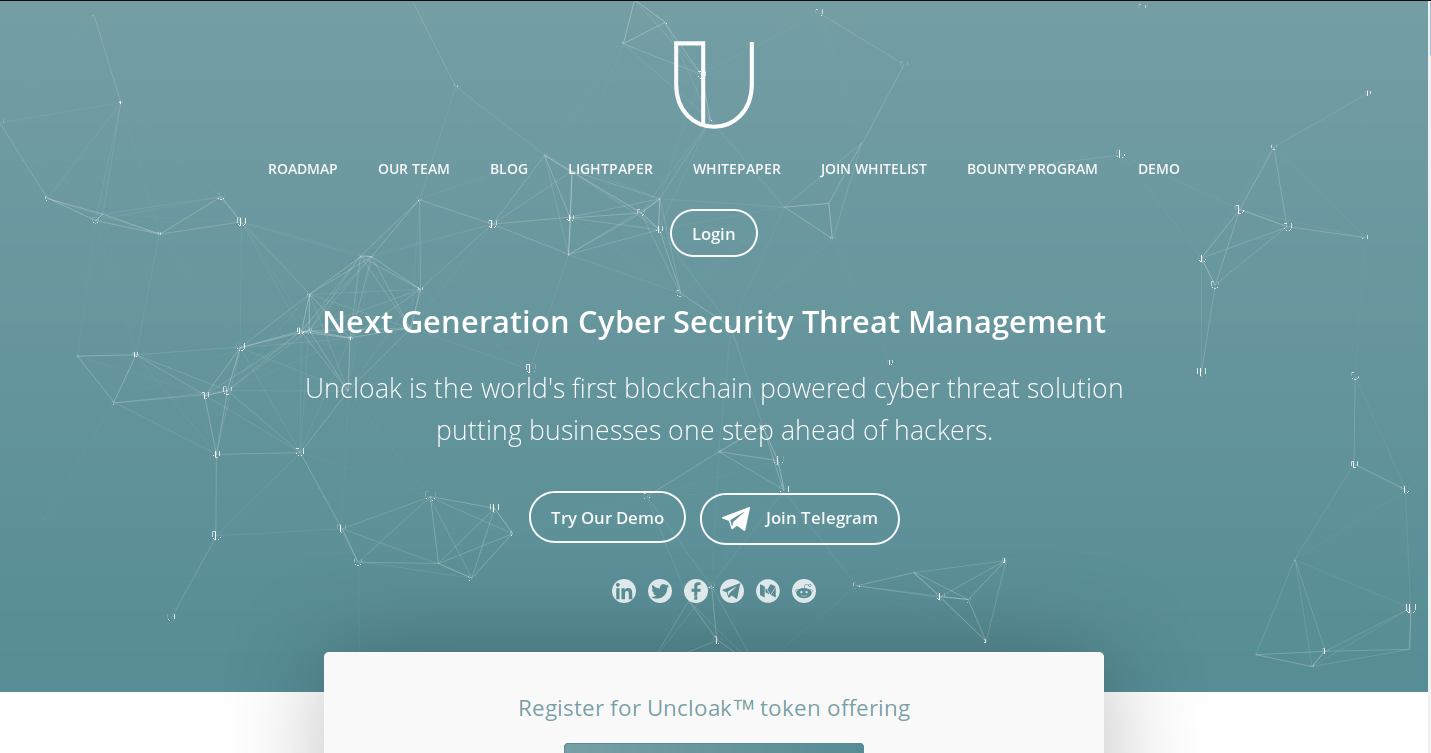 U
ROADMAP OUR TEAM BLOG LIGHTPAPER WHITEPAPER JOIN WHITELIST BOUNTY PROGRAM DEMO
Login
Next Generation Cyber Security Threat Management
Uncloak is the world's first blockchain powered cyber threat solution
putting businesses one step ahead of hackers.
Try Our Demo Join Telegram
Register for Uncloak™ token offering